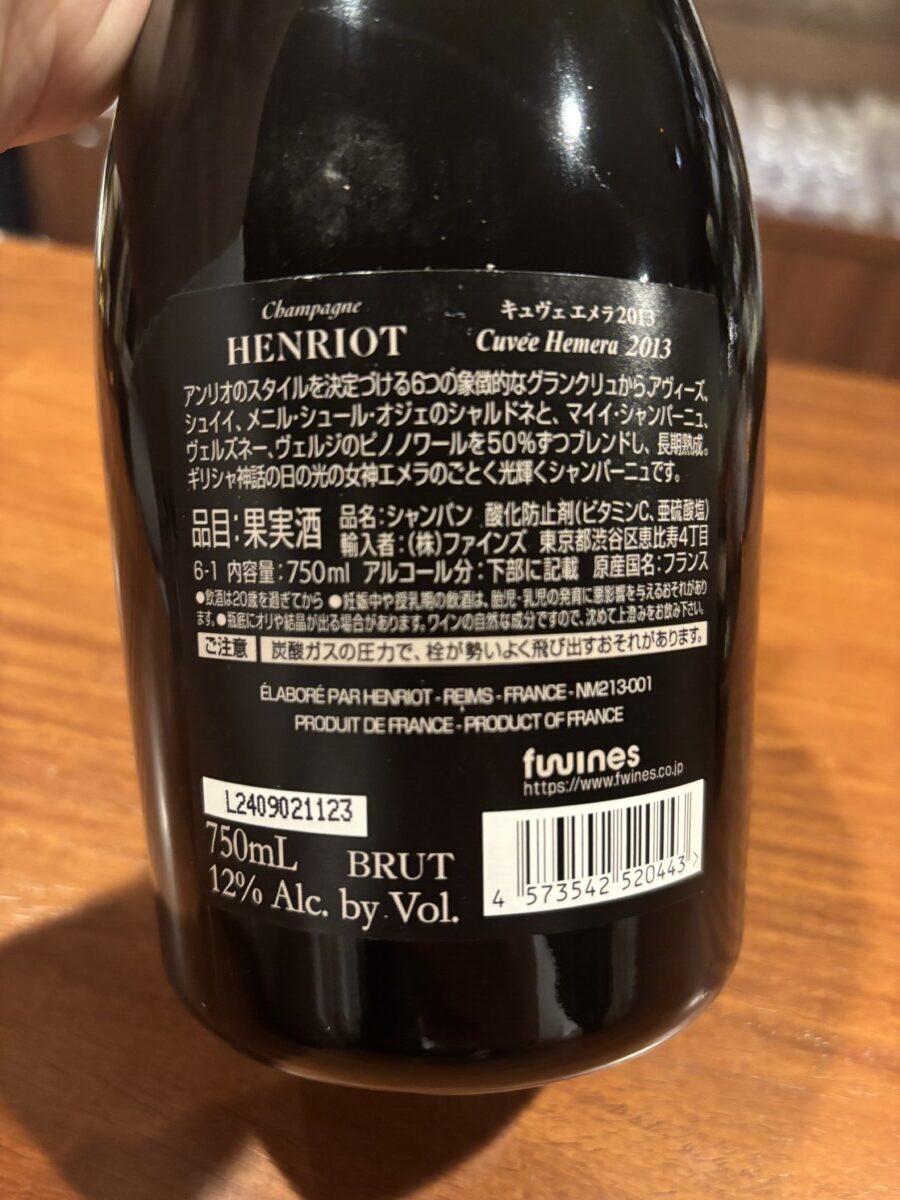 Champagne
HENRIOT
キュヴェ エメラ2013
Cuvée Hemera 2013
アンリオのスタイルを決定づける6つの象徴的なグランクリュから、アヴィーズ、
シュイイ、メニル・シュール・オジェのシャルドネと、マイイ・シャンパーニュ、
ヴェルズネー、ヴェルジのピノノワールを50%ずつブレンドし、長期熟成。
ギリシャ神話の日の光の女神エメラのごとく光輝くシャンパーニュです。
品目:果実酒 品名:シャンパン 酸化防止剤(ビタミンC、亜硫酸塩)
輸入者:(株)ファインズ 東京都渋谷区恵比寿4丁目
6-1 内容量:750ml アルコール分:下部に記載 原産国名:フランス
●飲酒は20歳を過ぎてから ●妊娠中や授乳期の飲酒は、胎児・乳児の発育に悪影響を与えるおそれがあり
ます。●瓶底にオリや結晶が出る場合があります。ワインの自然な成分ですので、沈めて上澄みをお飲み下さい。
ご注意 炭酸ガスの圧力で、栓が勢いよく飛び出すおそれがあります。
ÉLABORÉ PAR HENRIOT - REIMS - FRANCE - NM213-001
PRODUIT DE FRANCE - PRODUCT OF FRANCE
fwines
https://www.fwines.co.jp
L2409021123
750mL BRUT
12% Alc. by Vol.
4 573542 520443